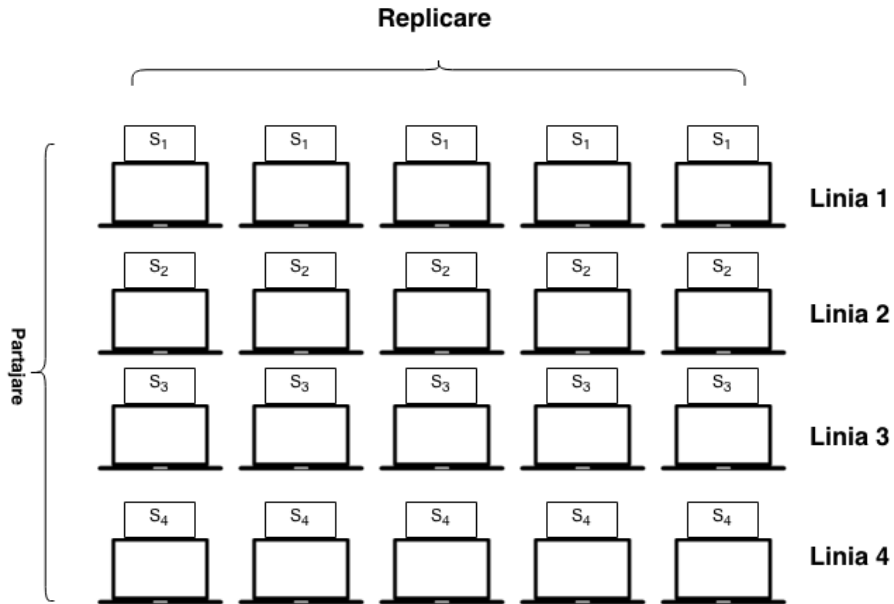 Replicare
S₁ S₁ S₁ S₁ S₁
Linia 1
S₂ S₂ S₂ S₂ S₂
Linia 2
Partajare
S₃ S₃ S₃ S₃ S₃
Linia 3
S₄ S₄ S₄ S₄ S₄
Linia 4